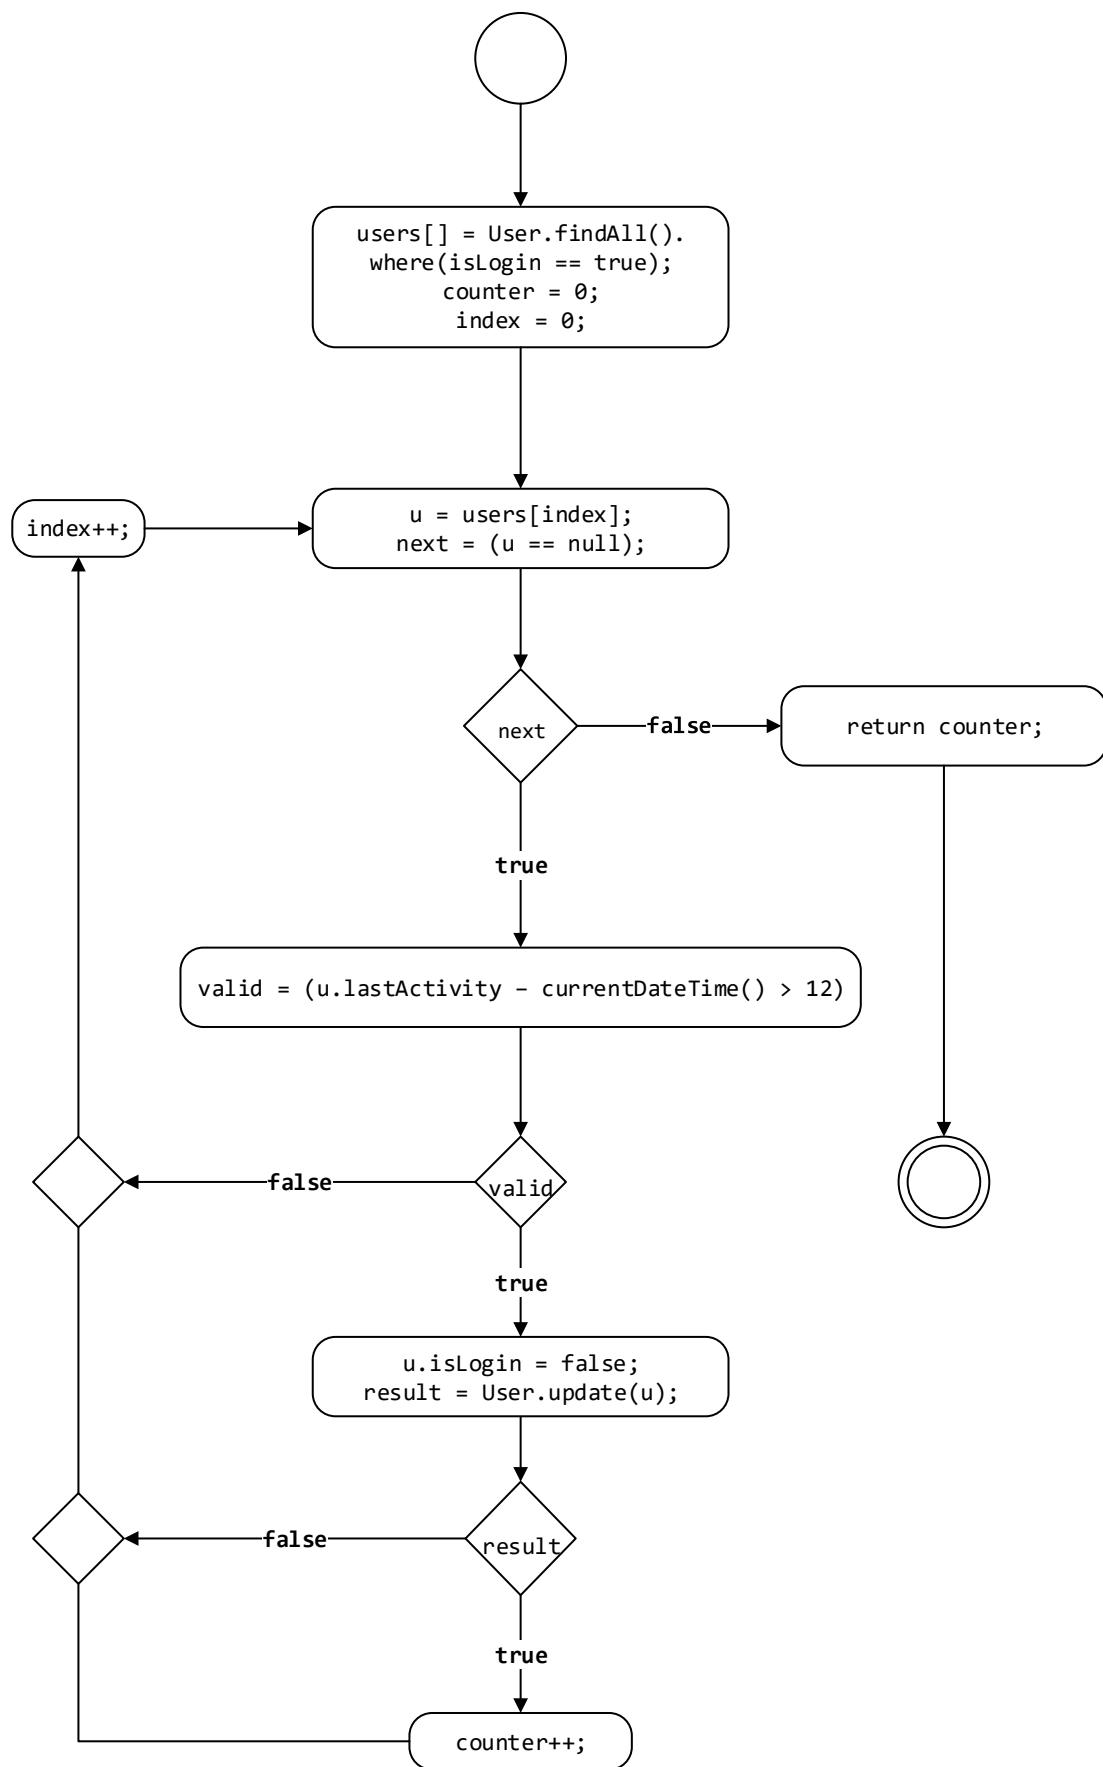 users[] = User.findAll().
where(isLogin == true);
counter = 0;
index = 0;
index++;
u = users[index];
next = (u == null);
next
false
return counter;
true
valid = (u.lastActivity – currentDateTime() > 12)
false
valid
true
u.isLogin = false;
result = User.update(u);
false
result
true
counter++;